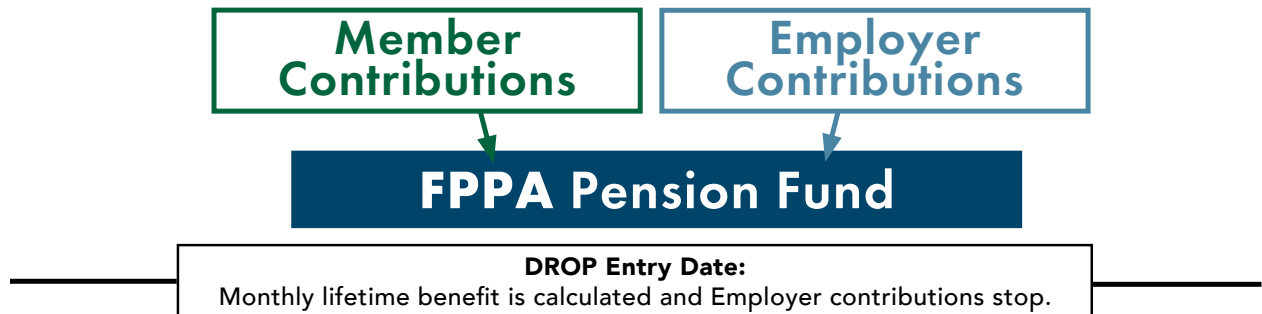 Member
Contributions
Employer
Contributions
FPPA Pension Fund
DROP Entry Date:
Monthly lifetime benefit is calculated and Employer contributions stop.